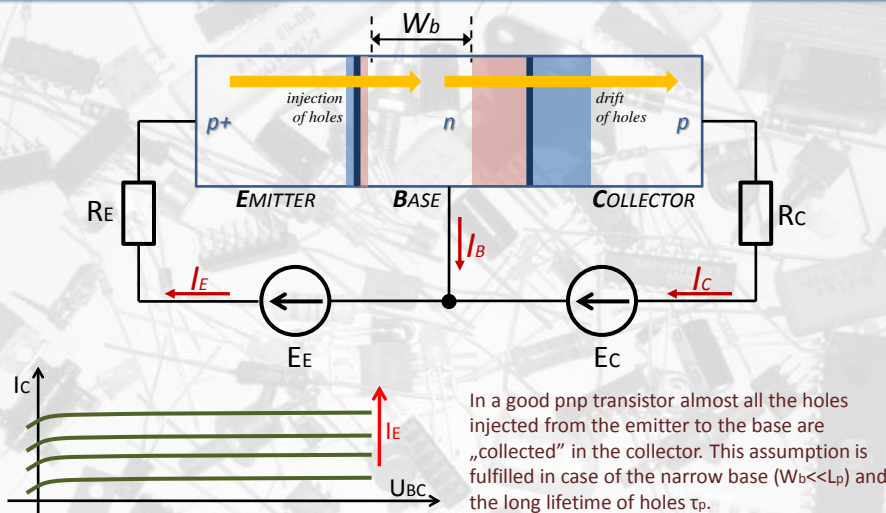 Wb
injection
of holes
drift
of holes
p+
n
p
EMITTER
BASE
COLLECTOR
RE
RC
IB
IE
IC
EE
EC
IC
IE
UBC
In a good pnp transistor almost all the holes
injected from the emitter to the base are
„collected” in the collector. This assumption is
fulfilled in case of the narrow base (Wb<<Lp) and
the long lifetime of holes τp.